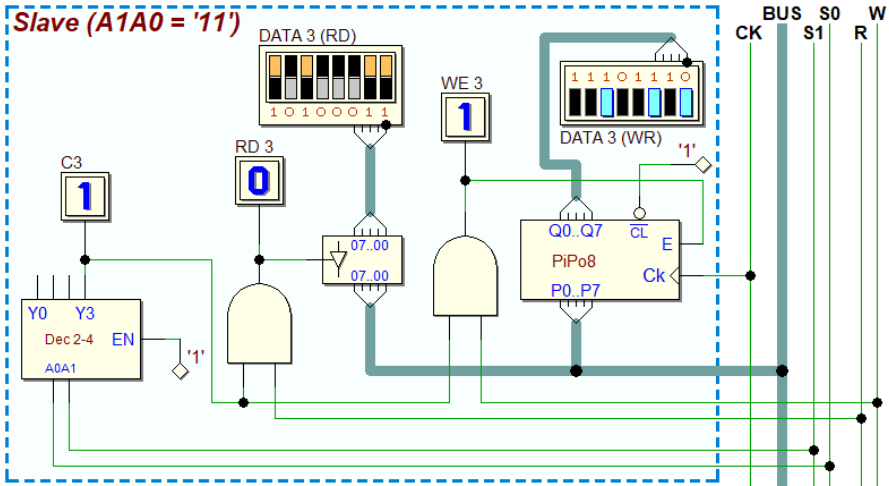 Slave (A1A0 = '11')
BUS S0 W
CK S1 R
DATA 3 (RD)
1 0 1 0 0 0 1 1
WE 3
1
1 1 1 0 1 1 1 0
DATA 3 (WR)
'1'
RD 3
0
C3
1
07..00
07..00
Q0..Q7
CL
E
PiPo8
Ck
P0..P7
Y0 Y3
Dec 2-4
EN
A0A1
'1'